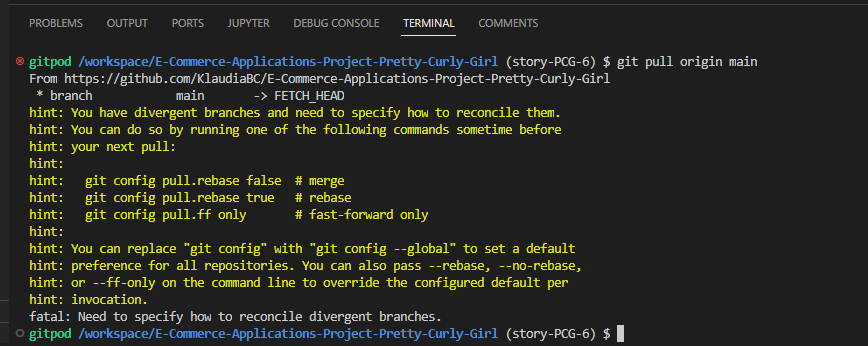 PROBLEMS OUTPUT PORTS JUPYTER DEBUG CONSOLE TERMINAL COMMENTS
gitpod /workspace/E-Commerce-Applications-Project-Pretty-Curly-Girl (story-PCG-6) $ git pull origin main
From https://github.com/KlaudiaBC/E-Commerce-Applications-Project-Pretty-Curly-Girl
 * branch            main       -> FETCH_HEAD
hint: You have divergent branches and need to specify how to reconcile them.
hint: You can do so by running one of the following commands sometime before
hint: your next pull:
hint:
hint:   git config pull.rebase false  # merge
hint:   git config pull.rebase true   # rebase
hint:   git config pull.ff only       # fast-forward only
hint:
hint: You can replace "git config" with "git config --global" to set a default
hint: preference for all repositories. You can also pass --rebase, --no-rebase,
hint: or --ff-only on the command line to override the configured default per
hint: invocation.
fatal: Need to specify how to reconcile divergent branches.
gitpod /workspace/E-Commerce-Applications-Project-Pretty-Curly-Girl (story-PCG-6) $